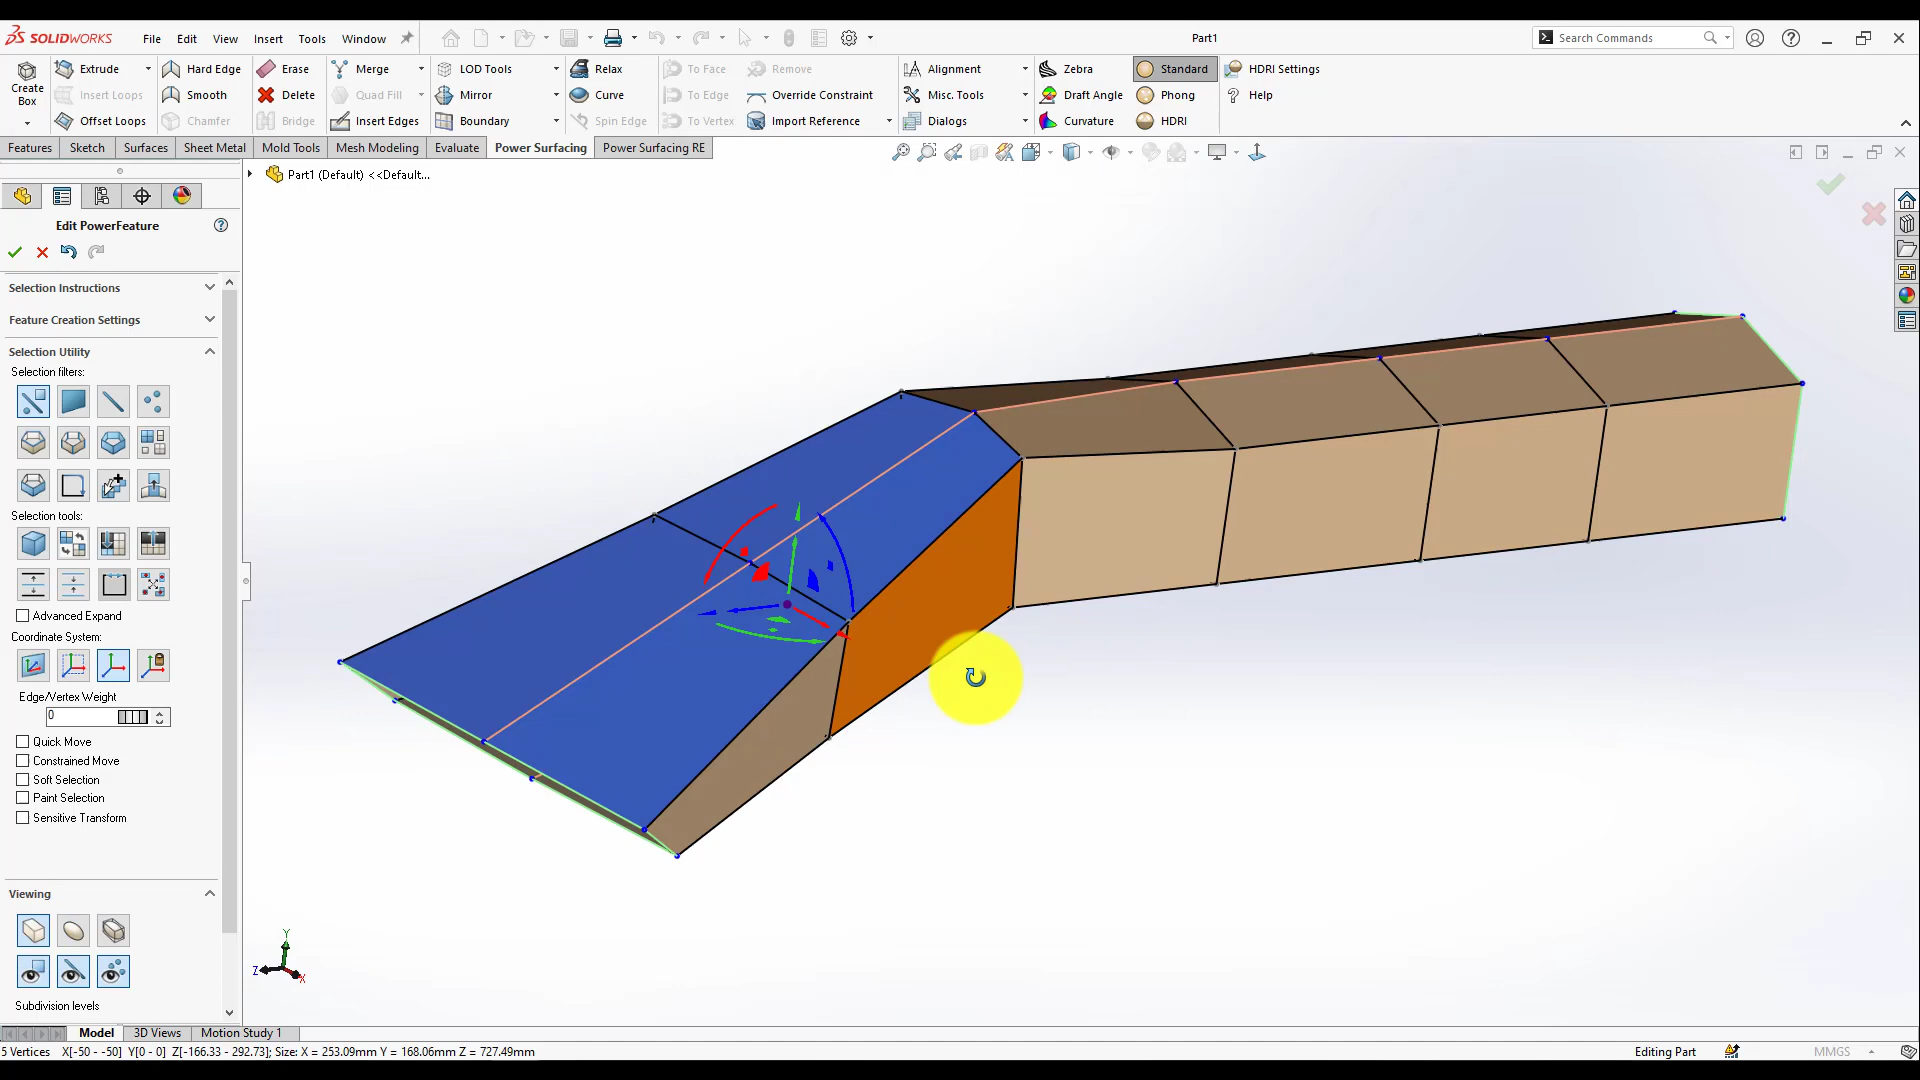 SOLIDWORKS File Edit View Insert Tools Window Part1 Search Commands
Create Box
Extrude Hard Edge Erase Merge LOD Tools Relax To Face Remove Alignment Zebra Standard HDRI Settings
Insert Loops Smooth Delete Quad Fill Mirror Curve To Edge Override Constraint Misc. Tools Draft Angle Phong Help
Offset Loops Chamfer Bridge Insert Edges Boundary Spin Edge To Vertex Import Reference Dialogs Curvature HDRI
Features Sketch Surfaces Sheet Metal Mold Tools Mesh Modeling Evaluate Power Surfacing Power Surfacing RE
Part1 (Default) <<Default...
Edit PowerFeature
Selection Instructions
Feature Creation Settings
Selection Utility
Selection filters:
Selection tools:
Advanced Expand
Coordinate System:
Edge/Vertex Weight
0
Quick Move
Constrained Move
Soft Selection
Paint Selection
Sensitive Transform
Viewing
Subdivision levels
Y
Z
X
Model 3D Views Motion Study 1
5 Vertices X[-50 - -50] Y[0 - 0] Z[-166.33 - -292.73]; Size: X = 253.09mm Y = 168.06mm Z = 727.49mm Editing Part MMGS